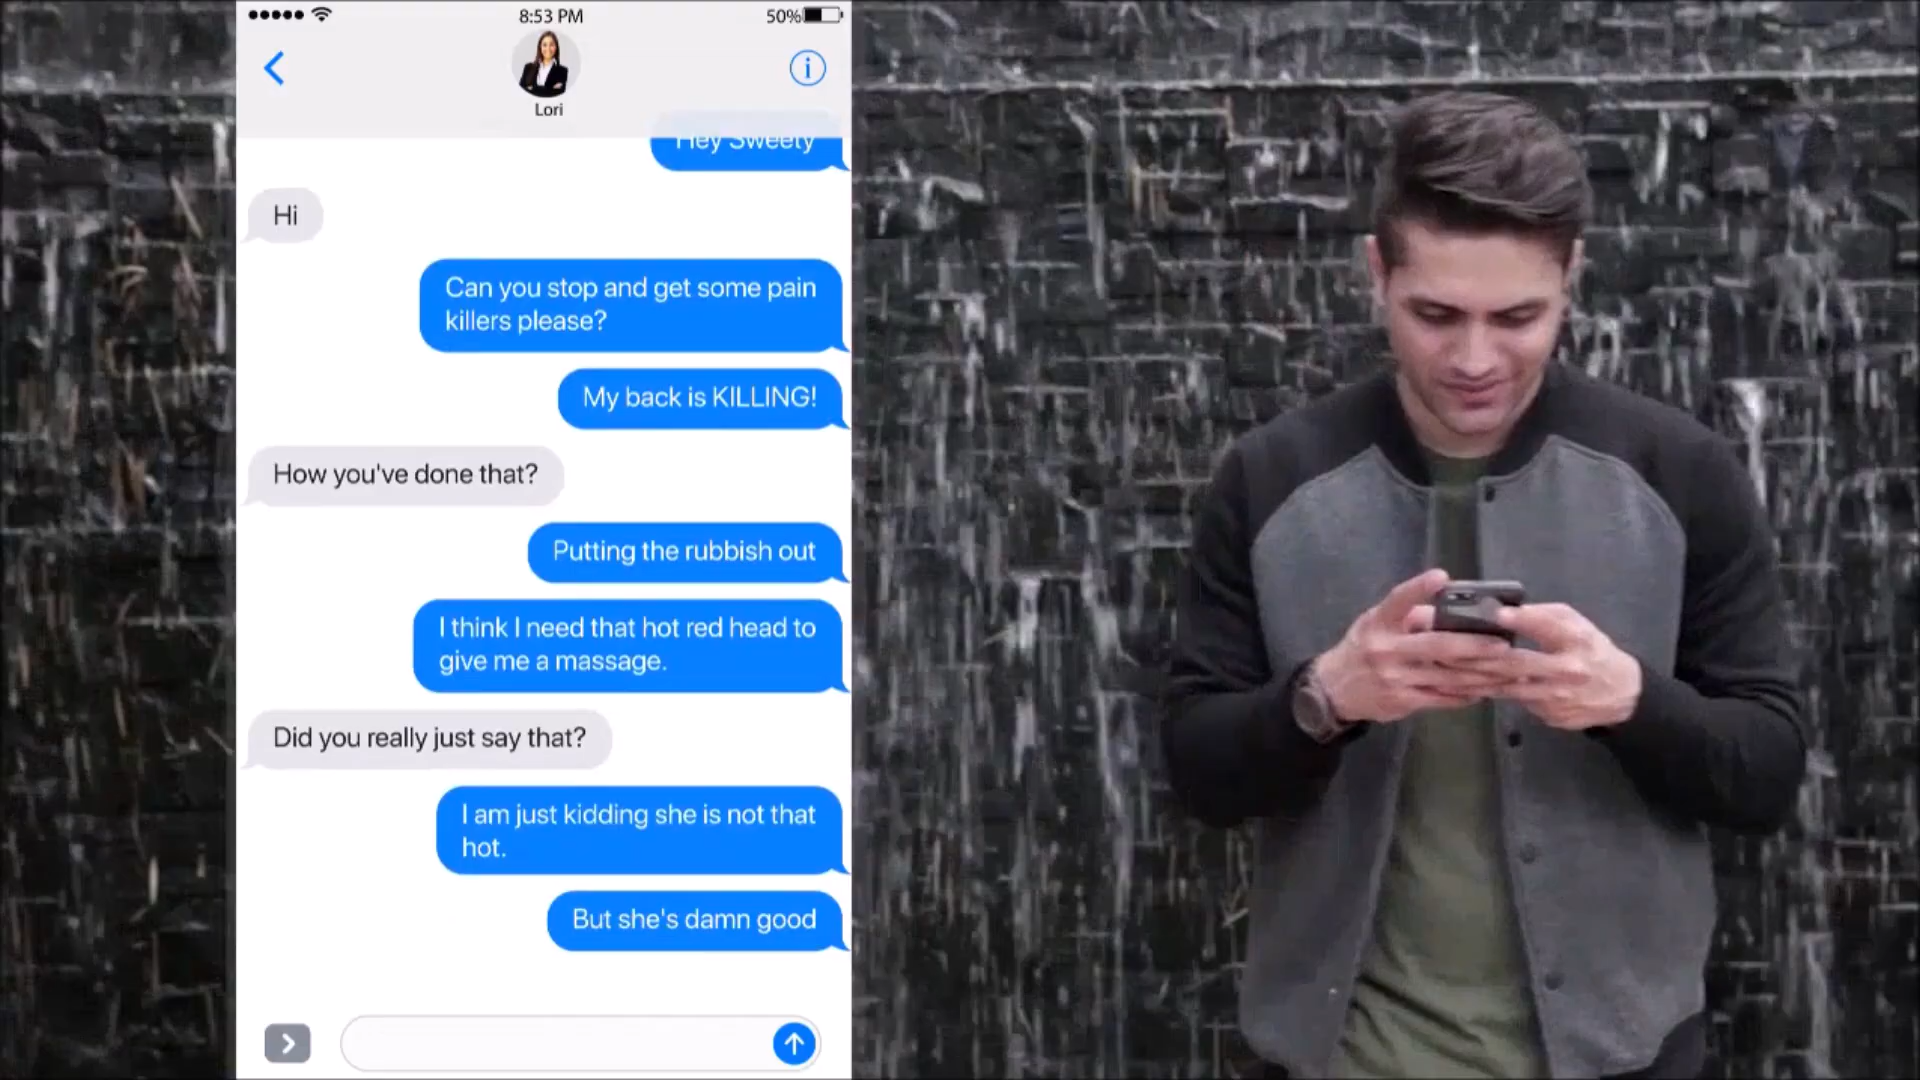 8:53 PM
50%
Lori
Hey Sweety
Hi
Can you stop and get some pain
killers please?
My back is KILLING!
How you've done that?
Putting the rubbish out
I think I need that hot red head to
give me a massage.
Did you really just say that?
I am just kidding she is not that
hot.
But she's damn good